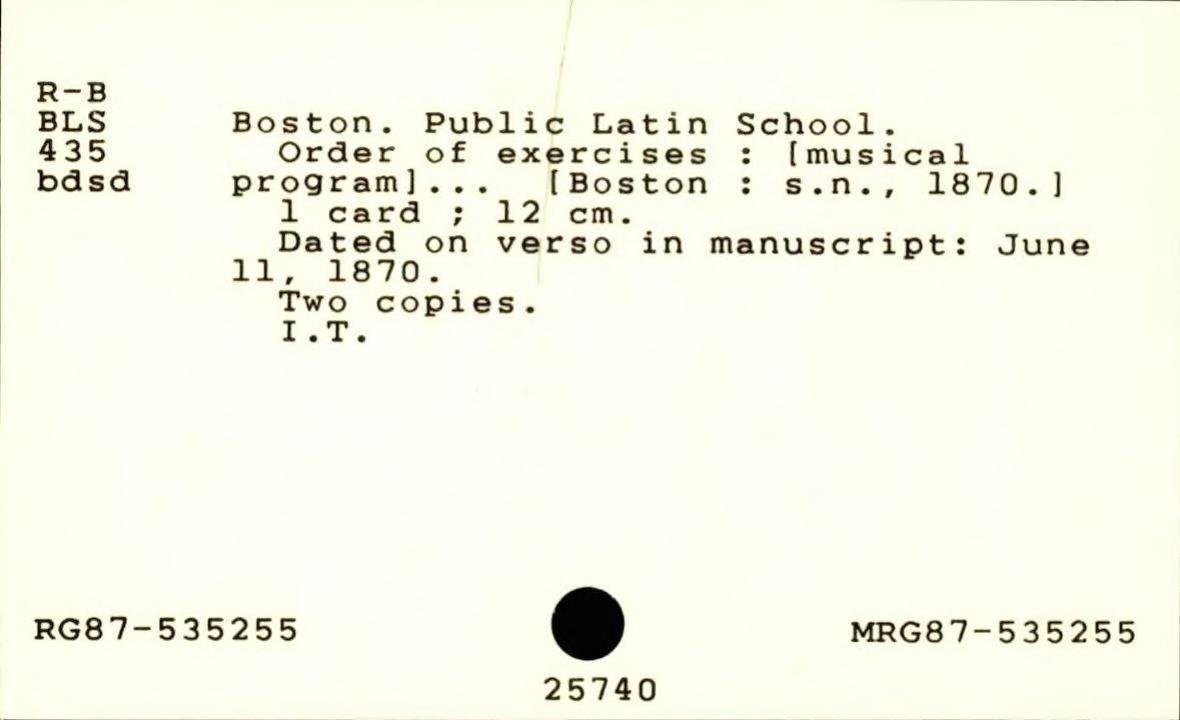 R-B
BLS Boston. Public Latin School.
435 Order of exercises : [musical
bdsd program]... [Boston : s.n., 1870.]
1 card ; 12 cm.
Dated on verso in manuscript: June
11, 1870.
Two copies.
I.T.
RG87-535255 MRG87-535255
25740